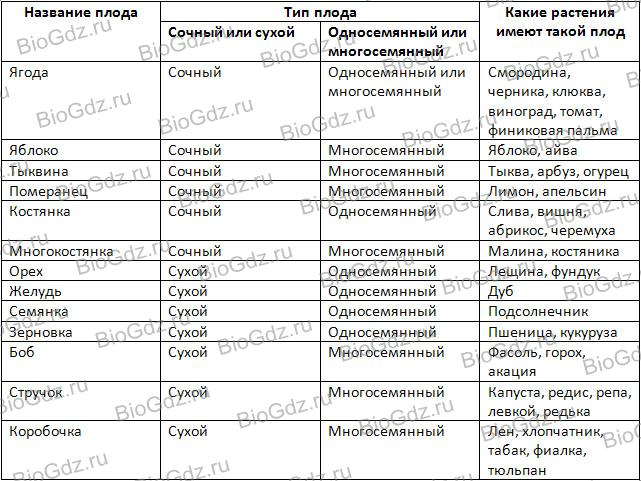 Название плода
Тип плода
Какие растения
имеют такой плод
Сочный или сухой
Односемянный или
многосемянный
Ягода
Сочный
Односемянный или
многосемянный
Смородина,
черника, клюква,
виноград, томат,
финиковая пальма
Яблоко
Сочный
Многосемянный
Яблоко, айва
Тыквина
Сочный
Многосемянный
Тыква, арбуз, огурец
Померанец
Сочный
Многосемянный
Лимон, апельсин
Костянка
Сочный
Односемянный
Слива, вишня,
абрикос, черемуха
Многокостянка
Сочный
Многосемянный
Малина, костяника
Орех
Сухой
Односемянный
Лещина, фундук
Желудь
Сухой
Односемянный
Дуб
Семянка
Сухой
Односемянный
Подсолнечник
Зерновка
Сухой
Односемянный
Пшеница, кукуруза
Боб
Сухой
Многосемянный
Фасоль, горох,
акация
Стручок
Сухой
Многосемянный
Капуста, редис, репа,
левкой, редька
Коробочка
Сухой
Многосемянный
Лен, хлопчатник,
табак, фиалка,
тюльпан
BioGdz.ru